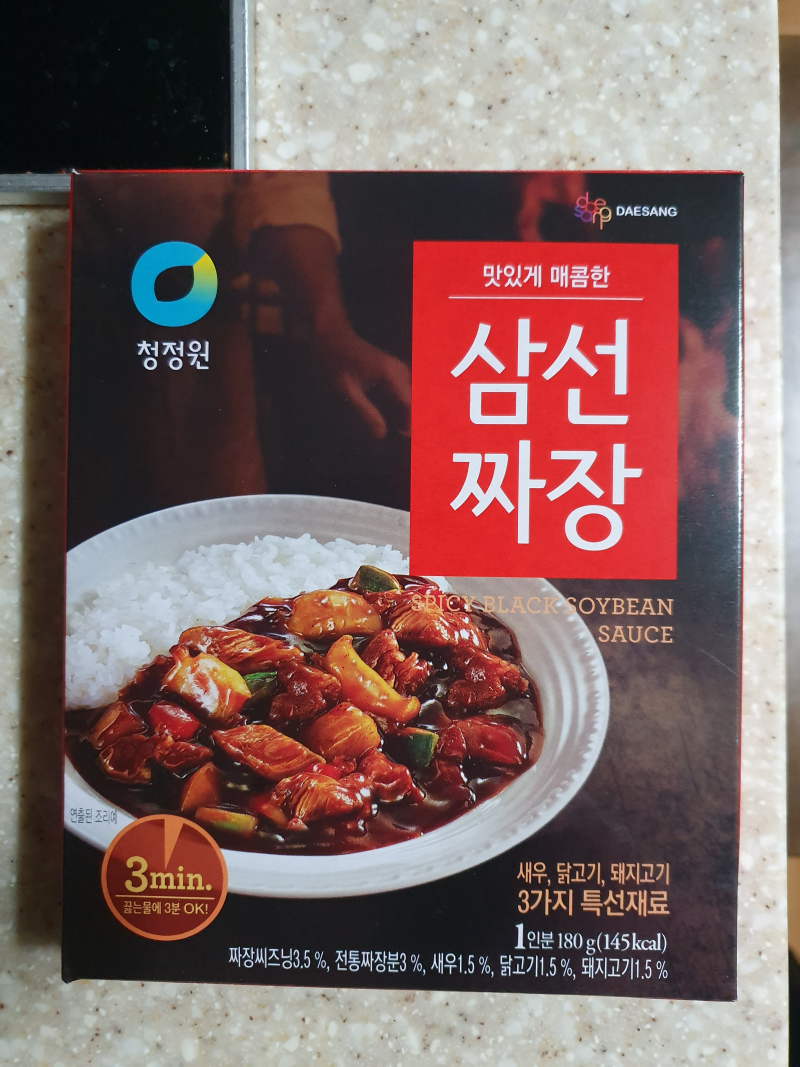 daesang DAESANG
청정원
맛있게 매콤한
삼선
짜장
SPICY BLACK SOYBEAN
SAUCE
연출된 조리예
3min.
끓는물에 3분 OK!
새우, 닭고기, 돼지고기
3가지 특선재료
1인분 180 g(145 kcal)
짜장씨즈닝3.5 %, 전통짜장분3 %, 새우1.5 %, 닭고기1.5 %, 돼지고기1.5 %